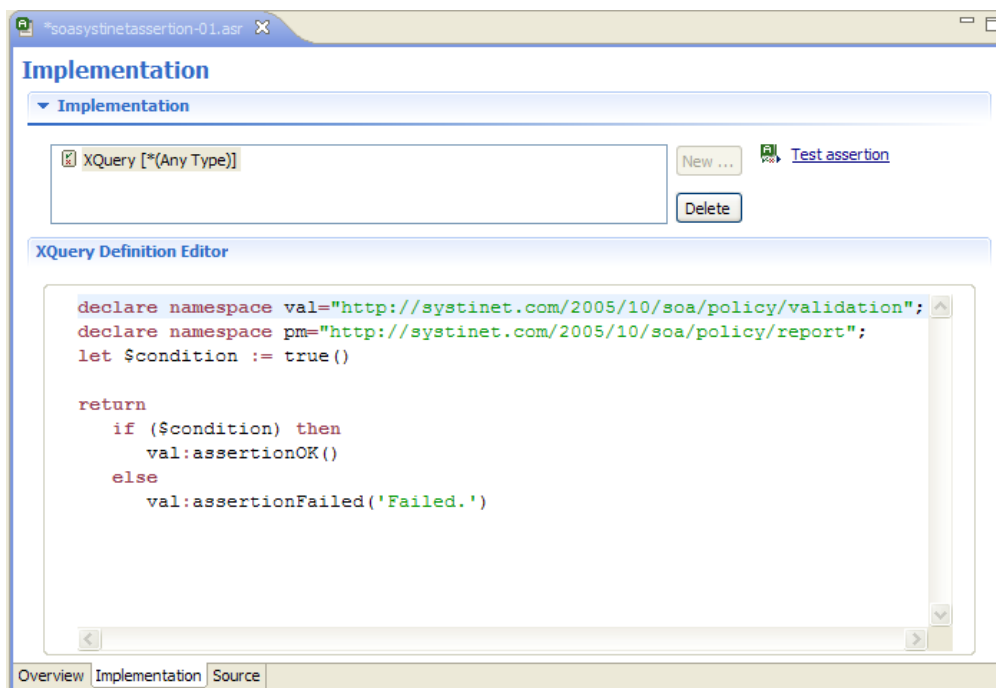 *soasystinetassertion-01.asr
Implementation
Implementation
XQuery [*(Any Type)]
New ...
Test assertion
Delete
XQuery Definition Editor
declare namespace val="http://systinet.com/2005/10/soa/policy/validation";
declare namespace pm="http://systinet.com/2005/10/soa/policy/report";
let $condition := true()
return
if ($condition) then
val:assertionOK()
else
val:assertionFailed('Failed.')
Overview Implementation Source